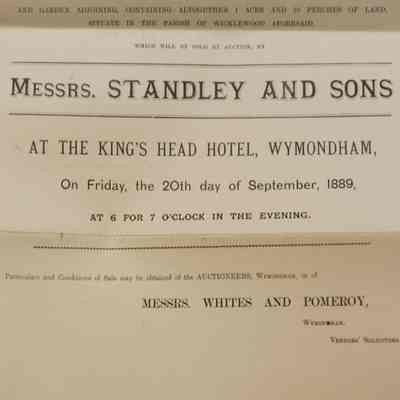 AND GARDEN ADJOINING, CONTAINING ALTOGETHER 1 ACRE AND 20 PERCHES OF LAND,
SITUATE IN THE PARISH OF WICKLEWOOD AFORESAID,
WHICH WILL BE SOLD BY AUCTION, BY
MESSRS. STANDLEY AND SONS
AT THE KING'S HEAD HOTEL, WYMONDHAM,
On Friday, the 20th day of September, 1889,
AT 6 FOR 7 O'CLOCK IN THE EVENING.
Particulars and Conditions of Sale may be obtained of the AUCTIONEERS, WYMONDHAM, or of
MESSRS. WHITES AND POMEROY,
WYMONDHAM.
VENDORS' SOLICITORS